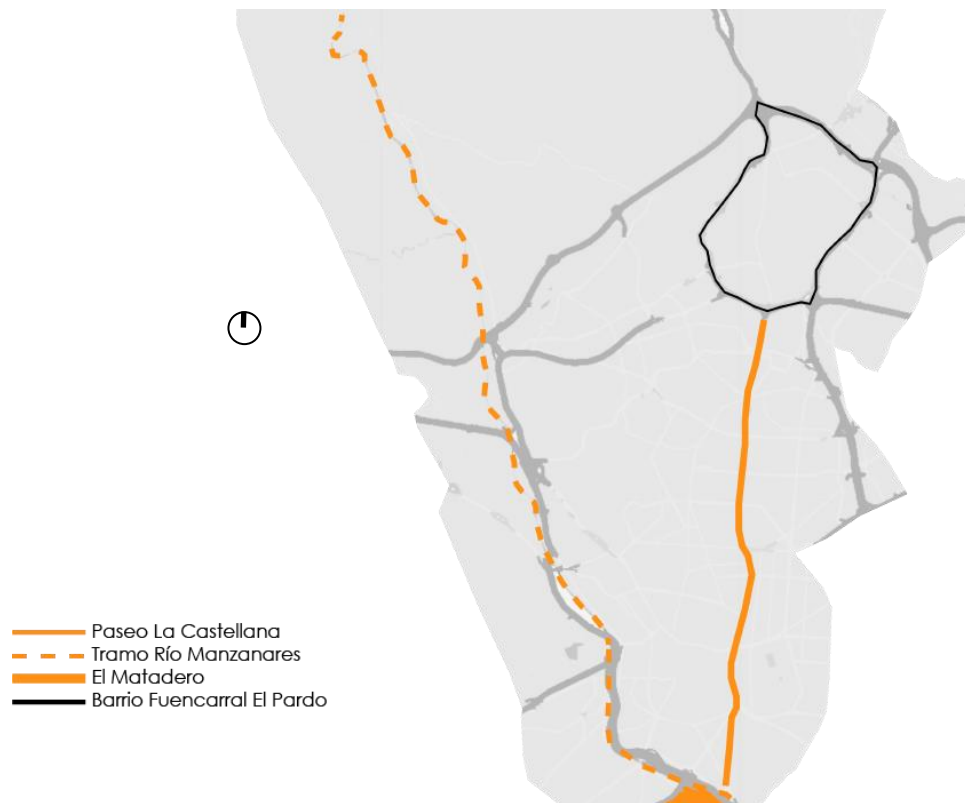 Paseo La Castellana
Tramo Río Manzanares
El Matadero
Barrio Fuencarral El Pardo